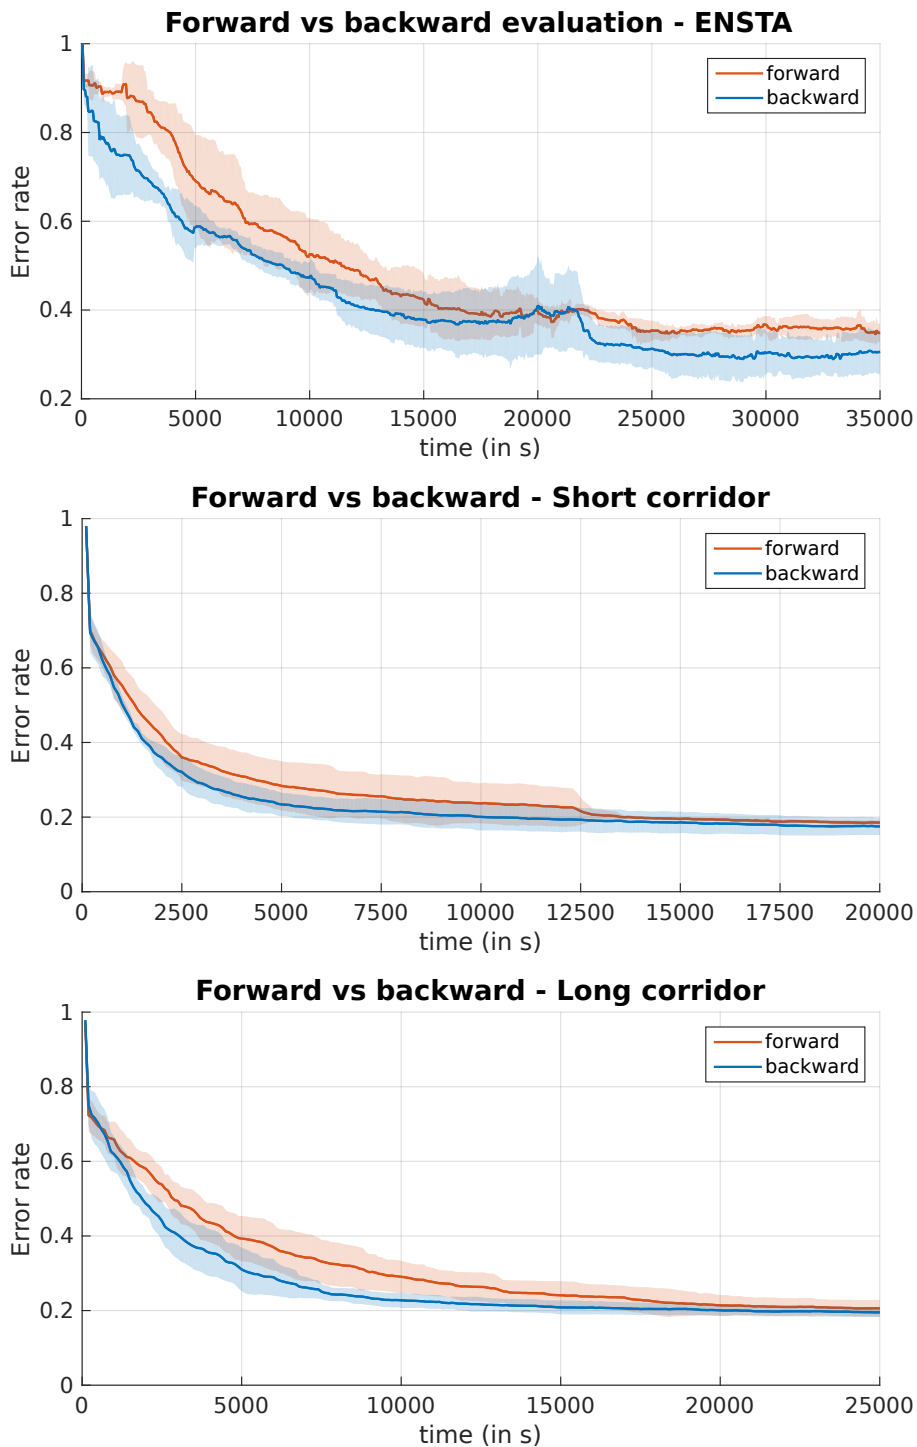 Forward vs backward evaluation - ENSTA
1
0.8
0.6
0.4
0.2
Error rate
forward
backward
0 5000 10000 15000 20000 25000 30000 35000
time (in s)
Forward vs backward - Short corridor
1
0.8
0.6
0.4
0.2
0
Error rate
forward
backward
0 2500 5000 7500 10000 12500 15000 17500 20000
time (in s)
Forward vs backward - Long corridor
1
0.8
0.6
0.4
0.2
0
Error rate
forward
backward
0 5000 10000 15000 20000 25000
time (in s)